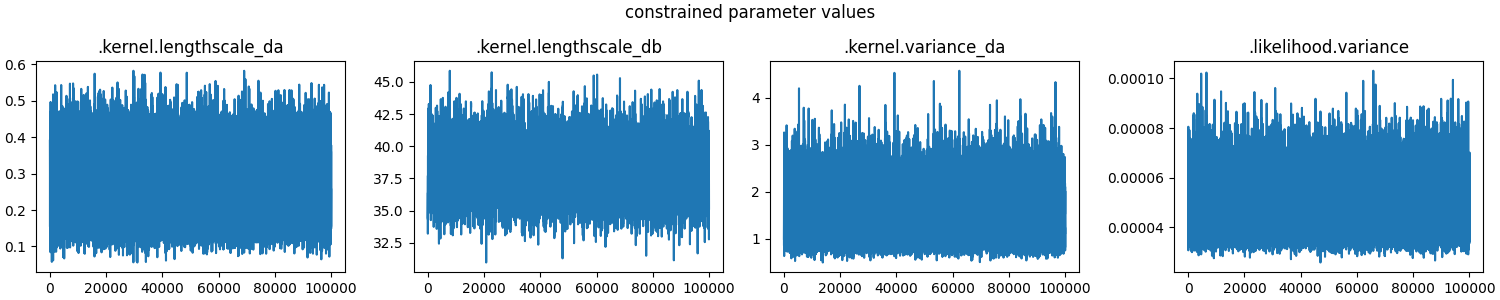 constrained parameter values
.kernel.lengthscale_da
.kernel.lengthscale_db
.kernel.variance_da
.likelihood.variance
0.6
0.5
0.4
0.3
0.2
0.1
0 20000 40000 60000 80000 100000
45.0
42.5
40.0
37.5
35.0
32.5
0 20000 40000 60000 80000 100000
4
3
2
1
0 20000 40000 60000 80000 100000
0.00010
0.00008
0.00006
0.00004
0 20000 40000 60000 80000 100000